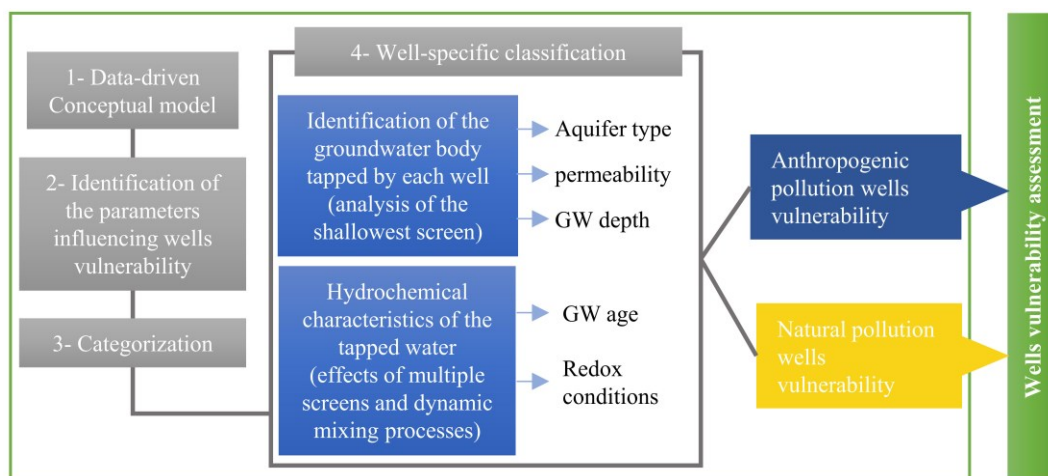 1- Data-driven
Conceptual model
2- Identification of
the parameters
influencing wells
vulnerability
3- Categorization
4- Well-specific classification
Identification of the
groundwater body
tapped by each well
(analysis of the
shallowest screen)
Aquifer type
permeability
GW depth
Hydrochemical
characteristics of the
tapped water
(effects of multiple
screens and dynamic
mixing processes)
GW age
Redox
conditions
Anthropogenic
pollution wells
vulnerability
Natural pollution
wells
vulnerability
Wells vulnerability assessment